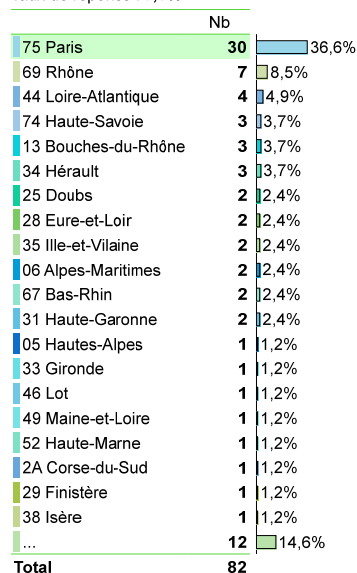 Nb
75 Paris 30 36,6%
69 Rhône 7 8,5%
44 Loire-Atlantique 4 4,9%
74 Haute-Savoie 3 3,7%
13 Bouches-du-Rhône 3 3,7%
34 Hérault 3 3,7%
25 Doubs 2 2,4%
28 Eure-et-Loir 2 2,4%
35 Ille-et-Vilaine 2 2,4%
06 Alpes-Maritimes 2 2,4%
67 Bas-Rhin 2 2,4%
31 Haute-Garonne 2 2,4%
05 Hautes-Alpes 1 1,2%
33 Gironde 1 1,2%
46 Lot 1 1,2%
49 Maine-et-Loire 1 1,2%
52 Haute-Marne 1 1,2%
2A Corse-du-Sud 1 1,2%
29 Finistère 1 1,2%
38 Isère 1 1,2%
... 12 14,6%
Total 82